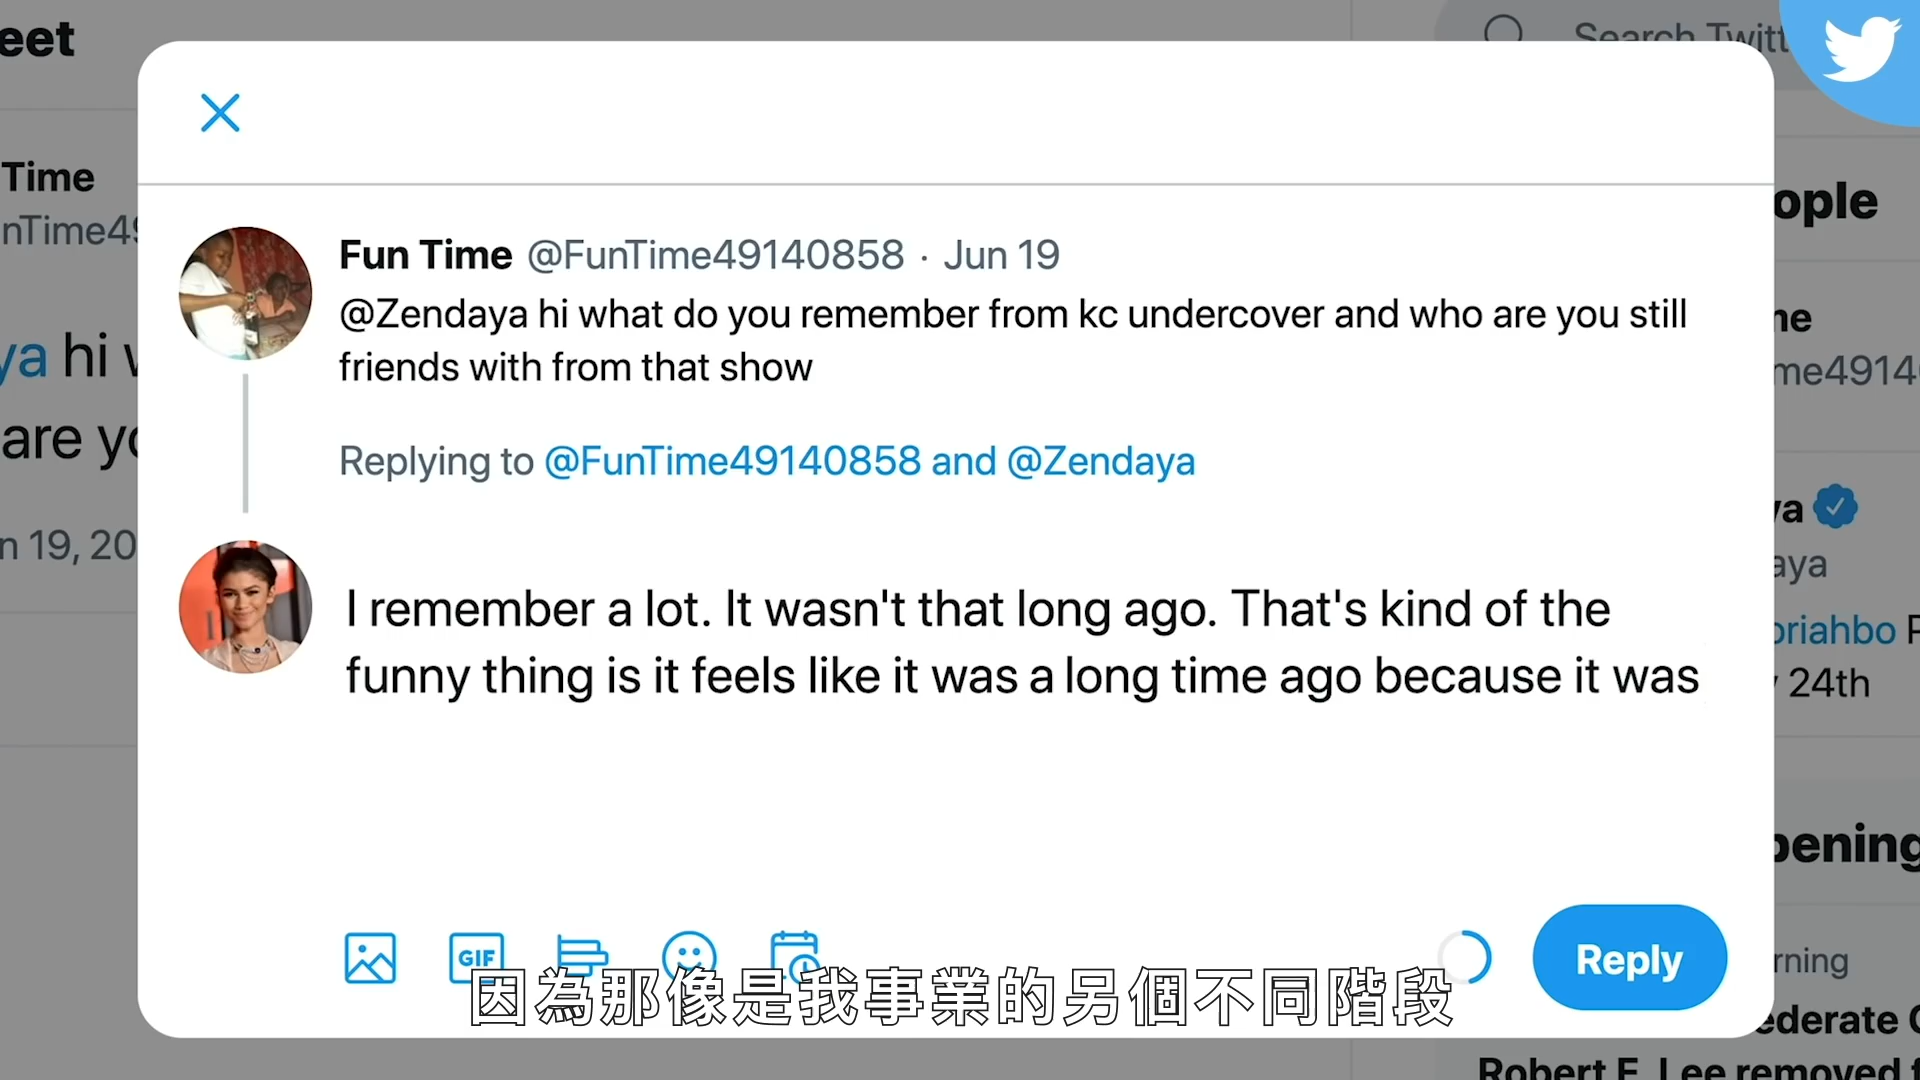 eet
Search Twitt
Time
nTime49
ople
Fun Time @FunTime49140858 · Jun 19
@Zendaya hi what do you remember from kc undercover and who are you still
friends with from that show
ya hi
are yo
me
me4914
Replying to @FunTime49140858 and @Zendaya
ya
n 19, 20
aya
I remember a lot. It wasn't that long ago. That's kind of the
funny thing is it feels like it was a long time ago because it was
oriahbo
24th
pening
GIF
Reply
rning
因為那像是我事業的另個不同階段
ederate
Robert E. Lee removed f